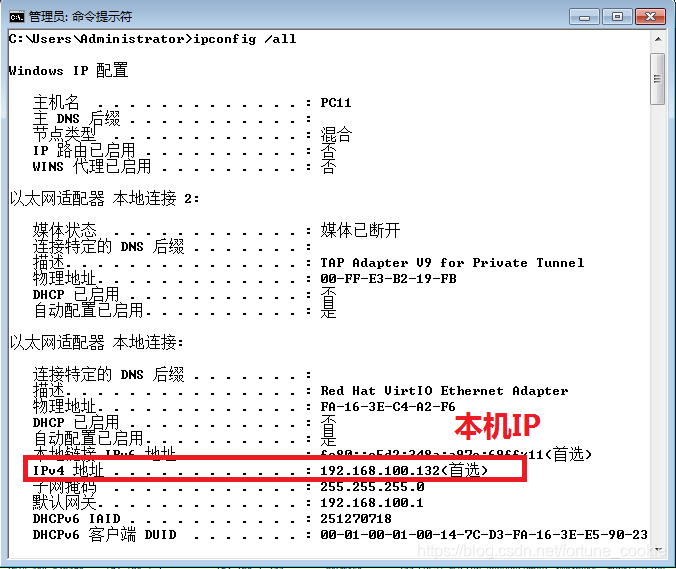 管理员: 命令提示符
C:\Users\Administrator>ipconfig /all
Windows IP 配置
主机名 . . . . . . . . . . . . . : PC11
主 DNS 后缀 . . . . . . . . . . . :
节点类型 . . . . . . . . . . . . : 混合
IP 路由已启用 . . . . . . . . . . : 否
WINS 代理已启用 . . . . . . . . . : 否
以太网适配器 本地连接 2:
媒体状态 . . . . . . . . . . . . : 媒体已断开
连接特定的 DNS 后缀 . . . . . . . :
描述. . . . . . . . . . . . . . . : TAP Adapter V9 for Private Tunnel
物理地址. . . . . . . . . . . . . : 00-FF-E3-B2-19-FB
DHCP 已启用 . . . . . . . . . . . : 否
自动配置已启用. . . . . . . . . . : 是
以太网适配器 本地连接:
连接特定的 DNS 后缀 . . . . . . . :
描述. . . . . . . . . . . . . . . : Red Hat VirtIO Ethernet Adapter
物理地址. . . . . . . . . . . . . : FA-16-3E-C4-A2-F6
DHCP 已启用 . . . . . . . . . . . : 否
本机IP
自动配置已启用. . . . . . . . . . : 是
本地链接 IPv6 地址. . . . . . . . : (首选)
IPv4 地址 . . . . . . . . . . . . : 192.168.100.132(首选)
子网掩码 . . . . . . . . . . . . : 255.255.255.0
默认网关. . . . . . . . . . . . . : 192.168.100.1
DHCPv6 IAID . . . . . . . . . . . : 251270718
DHCPv6 客户端 DUID . . . . . . . : 00-01-00-01-00-14-7C-D3-FA-16-3E-E5-90-23
https://blog.csdn.net/fortune_cookie